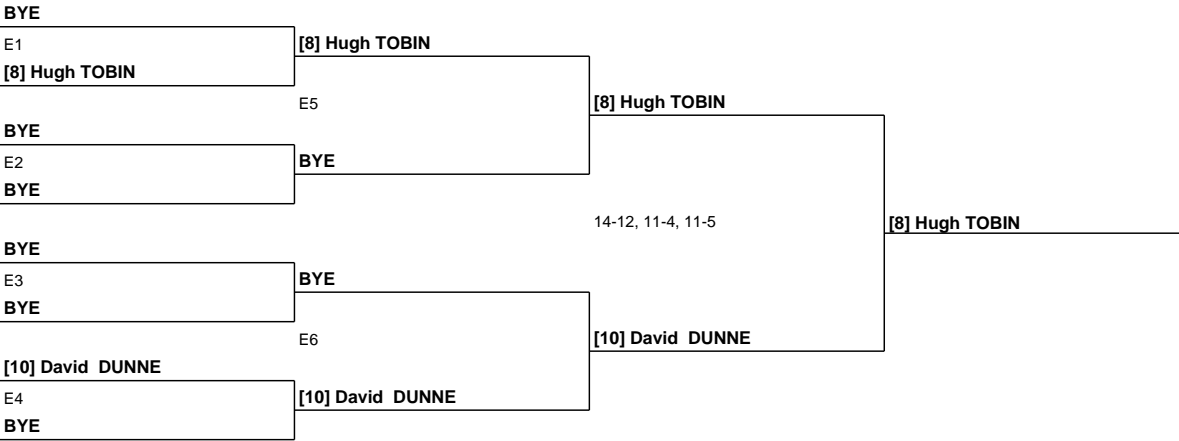 BYE
E1
[8] Hugh TOBIN
[8] Hugh TOBIN
E5
[8] Hugh TOBIN
BYE
E2
BYE
BYE
14-12, 11-4, 11-5
[8] Hugh TOBIN
BYE
E3
BYE
BYE
E6
[10] David  DUNNE
[10] David  DUNNE
E4
[10] David  DUNNE
BYE